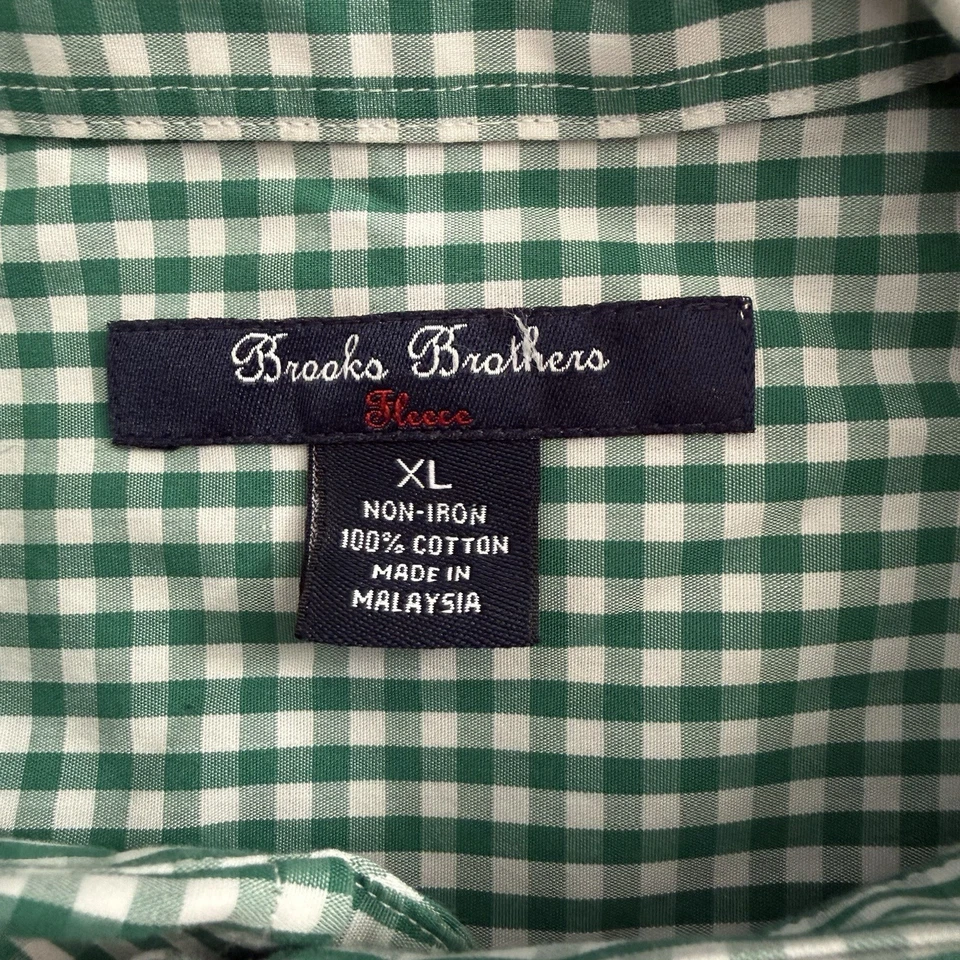 Brooks Brothers
Fleece
XL
NON-IRON
100% COTTON
MADE IN
MALAYSIA